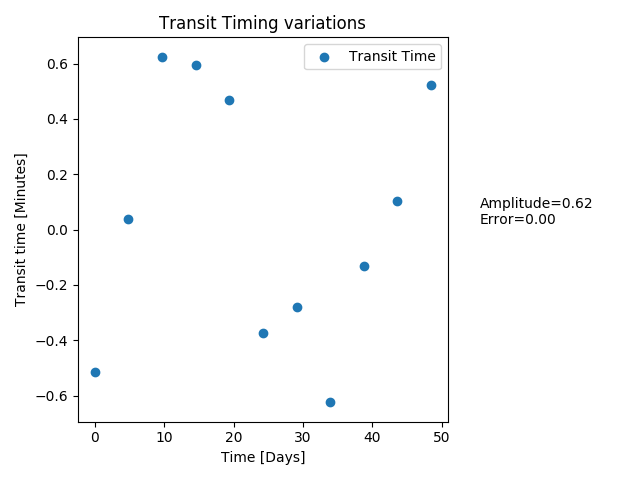 Transit Timing variations
Transit Time
Transit time [Minutes]
0.6
0.4
0.2
0.0
−0.2
−0.4
−0.6
0
10
20
30
40
50
Time [Days]
Amplitude=0.62
Error=0.00